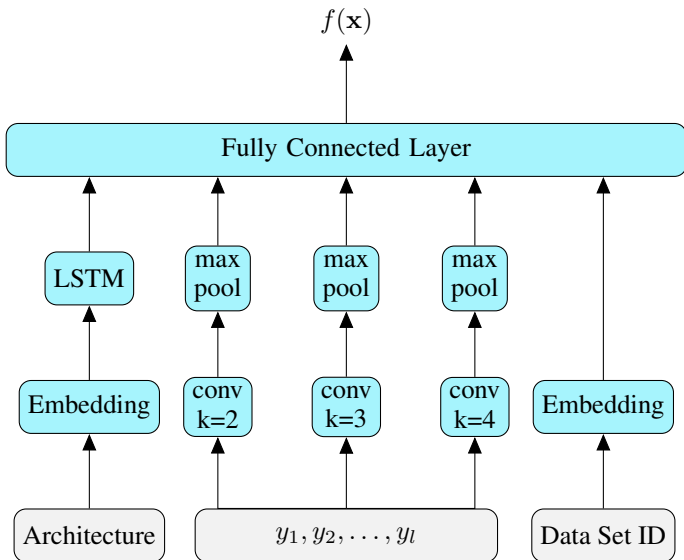 f(x)
Fully Connected Layer
LSTM
max
pool
max
pool
max
pool
Embedding
conv
k=2
conv
k=3
conv
k=4
Embedding
Architecture
y₁, y₂, . . . , yₗ
Data Set ID